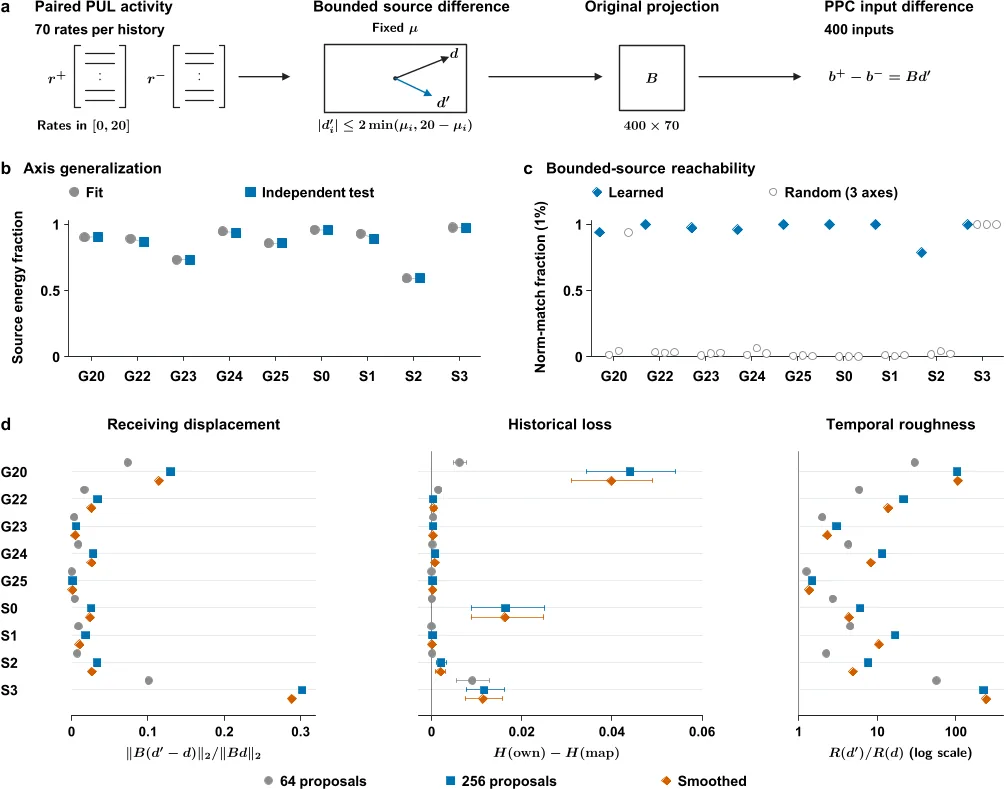 a Paired PUL activity Bounded source difference Original projection PPC input difference
70 rates per history Fixed μ 400 inputs
r⁺ r⁻ d d′ B b⁺ − b⁻ = Bd′
Rates in [0, 20] |d′ᵢ| ≤ 2 min(μᵢ, 20 − μᵢ) 400 × 70
b Axis generalization
Fit Independent test
Source energy fraction
1
0.5
0
G20 G22 G23 G24 G25 S0 S1 S2 S3
c Bounded-source reachability
Learned Random (3 axes)
Norm-match fraction (1%)
1
0.5
0
G20 G22 G23 G24 G25 S0 S1 S2 S3
d Receiving displacement Historical loss Temporal roughness
G20
G22
G23
G24
G25
S0
S1
S2
S3
0 0.1 0.2 0.3 0 0.02 0.04 0.06 1 10 100
‖B(d′ − d)‖₂/‖Bd‖₂ H(own) − H(map) R(d′)/R(d) (log scale)
64 proposals 256 proposals Smoothed